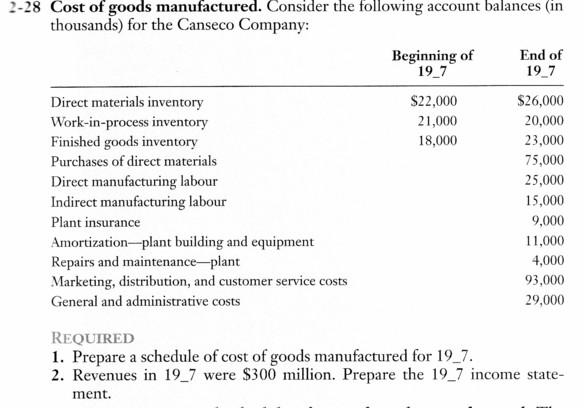 2-28 Cost of goods manufactured. Consider the following account balances (in
thousands) for the Canseco Company:
Beginning of End of
19_7 19_7
Direct materials inventory $22,000 $26,000
Work-in-process inventory 21,000 20,000
Finished goods inventory 18,000 23,000
Purchases of direct materials 75,000
Direct manufacturing labour 25,000
Indirect manufacturing labour 15,000
Plant insurance 9,000
Amortization—plant building and equipment 11,000
Repairs and maintenance—plant 4,000
Marketing, distribution, and customer service costs 93,000
General and administrative costs 29,000
REQUIRED
1. Prepare a schedule of cost of goods manufactured for 19_7.
2. Revenues in 19_7 were $300 million. Prepare the 19_7 income state-
ment.